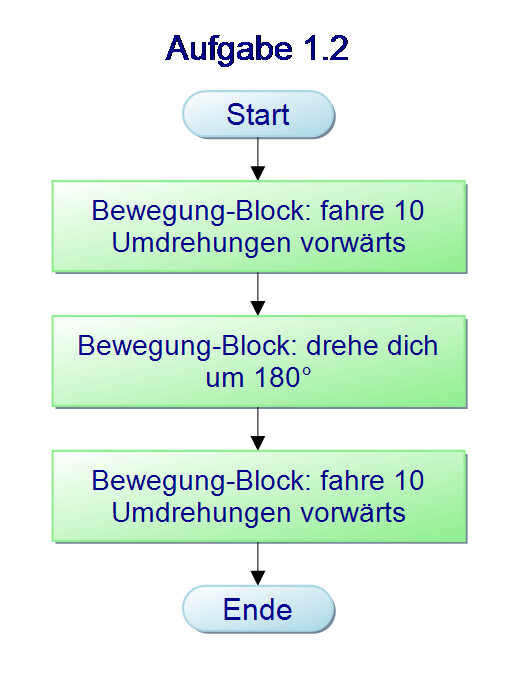 Aufgabe 1.2
Start
Bewegung-Block: fahre 10
Umdrehungen vorwärts
Bewegung-Block: drehe dich
um 180°
Bewegung-Block: fahre 10
Umdrehungen vorwärts
Ende